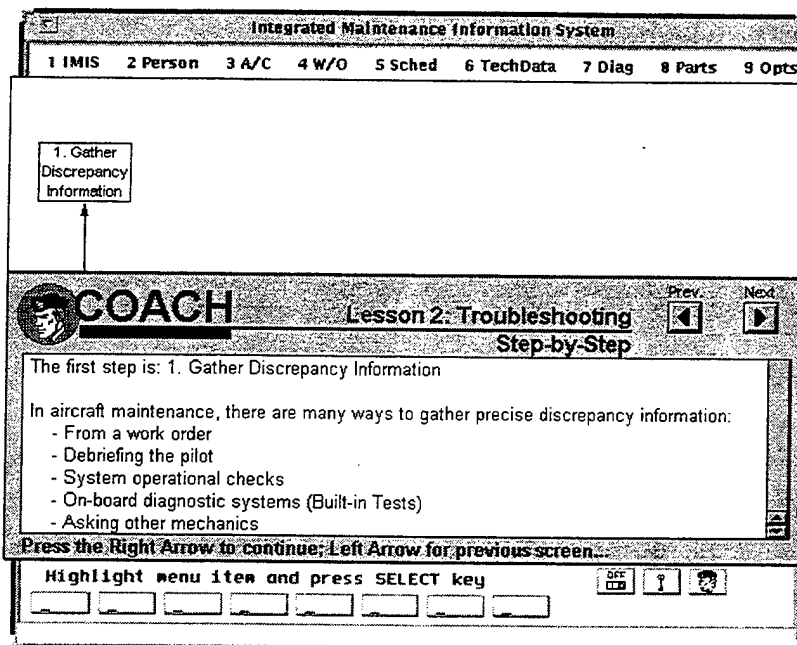 Integrated Maintenance Information System
1 IMIS 2 Person 3 A/C 4 W/O 5 Sched 6 TechData 7 Diag 8 Parts 9 Opts
1. Gather
Discrepancy
Information
COACH
Lesson 2: Troubleshooting
Step-by-Step
Prev.
Next
The first step is: 1. Gather Discrepancy Information
In aircraft maintenance, there are many ways to gather precise discrepancy information:
- From a work order
- Debriefing the pilot
- System operational checks
- On-board diagnostic systems (Built-in Tests)
- Asking other mechanics
Press the Right Arrow to continue; Left Arrow for previous screen...
Highlight menu item and press SELECT key
OFF